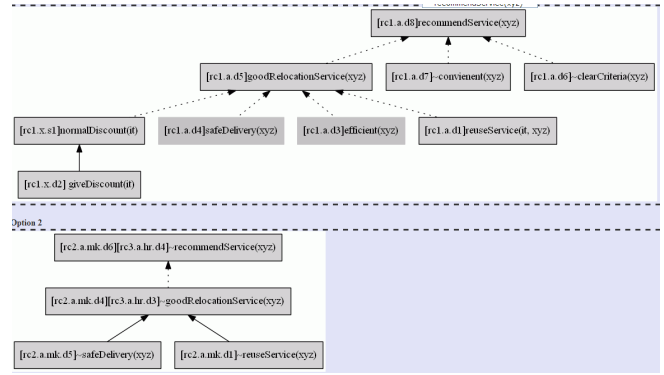 [rc1.a.d8]recommendService(xyz)
[rc1.a.d5]goodRelocationService(xyz)
[rc1.a.d7]~convienent(xyz)
[rc1.a.d6]~clearCriteria(xyz)
[rc1.x.s1]normalDiscount(it)
[rc1.a.d4]safeDelivery(xyz)
[rc1.a.d3]efficient(xyz)
[rc1.a.d1]reuseService(it, xyz)
[rc1.x.d2] giveDiscount(it)
Option 2
[rc2.a.mk.d6][rc3.a.hr.d4]~recommendService(xyz)
[rc2.a.mk.d4][rc3.a.hr.d3]~goodRelocationService(xyz)
[rc2.a.mk.d5]~safeDelivery(xyz)
[rc2.a.mk.d1]~reuseService(xyz)